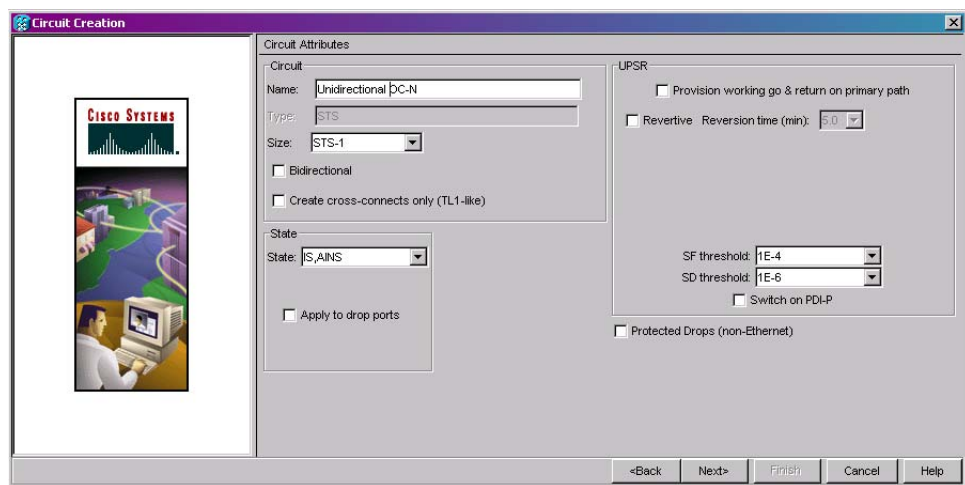 Circuit Creation
CISCO SYSTEMS
Circuit Attributes
Circuit
Name: Unidirectional OC-N
Type: STS
Size: STS-1
Bidirectional
Create cross-connects only (TL1-like)
State
State: IS,AINS
Apply to drop ports
UPSR
Provision working go & return on primary path
Revertive Reversion time (min): 5.0
SF threshold: 1E-4
SD threshold: 1E-6
Switch on PDI-P
Protected Drops (non-Ethernet)
<Back Next> Finish Cancel Help